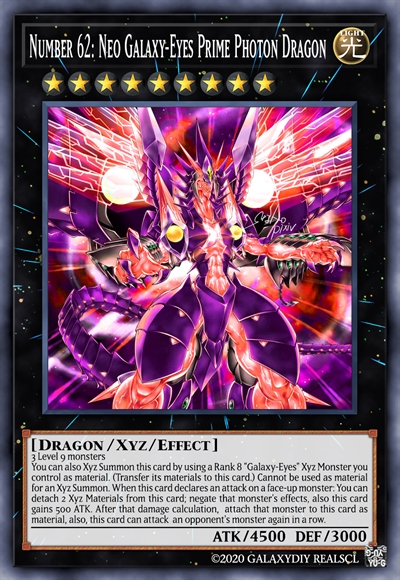 Number 62: Neo Galaxy-Eyes Prime Photon Dragon
LIGHT
光
[Dragon/Xyz/Effect]
3 Level 9 monsters
You can also Xyz Summon this card by using a Rank 8 "Galaxy-Eyes" Xyz Monster you
control as material. (Transfer its materials to this card.) Cannot be used as material
for an Xyz Summon. When this card declares an attack on a face-up monster: You can
detach 2 Xyz Materials from this card; negate that monster's effects, also this card
gains 500 ATK. After that damage calculation, attach that monster to this card as
material, also, this card can attack an opponent's monster again in a row.
ATK/4500 DEF/3000
©2020 GALAXYDIY REALSCL